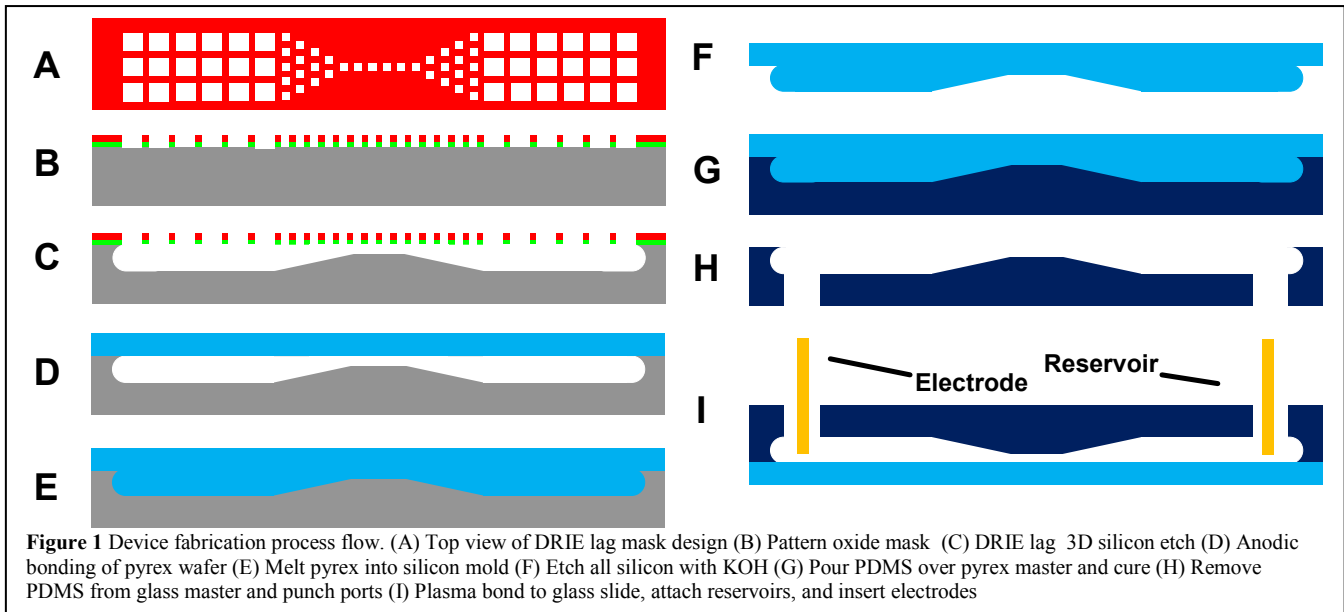 A
B
C
D
E
F
G
H
I
Electrode
Reservoir
Figure 1 Device fabrication process flow. (A) Top view of DRIE lag mask design (B) Pattern oxide mask (C) DRIE lag 3D silicon etch (D) Anodic
bonding of pyrex wafer (E) Melt pyrex into silicon mold (F) Etch all silicon with KOH (G) Pour PDMS over pyrex master and cure (H) Remove
PDMS from glass master and punch ports (I) Plasma bond to glass slide, attach reservoirs, and insert electrodes